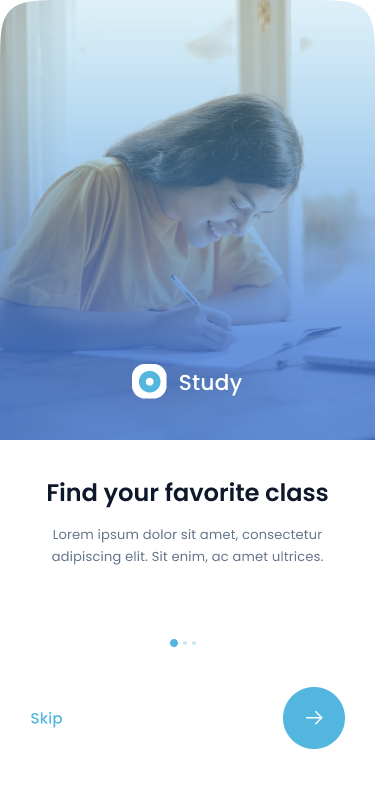 Study
Find your favorite class
Lorem ipsum dolor sit amet, consectetur
adipiscing elit. Sit enim, ac amet ultrices.
Skip